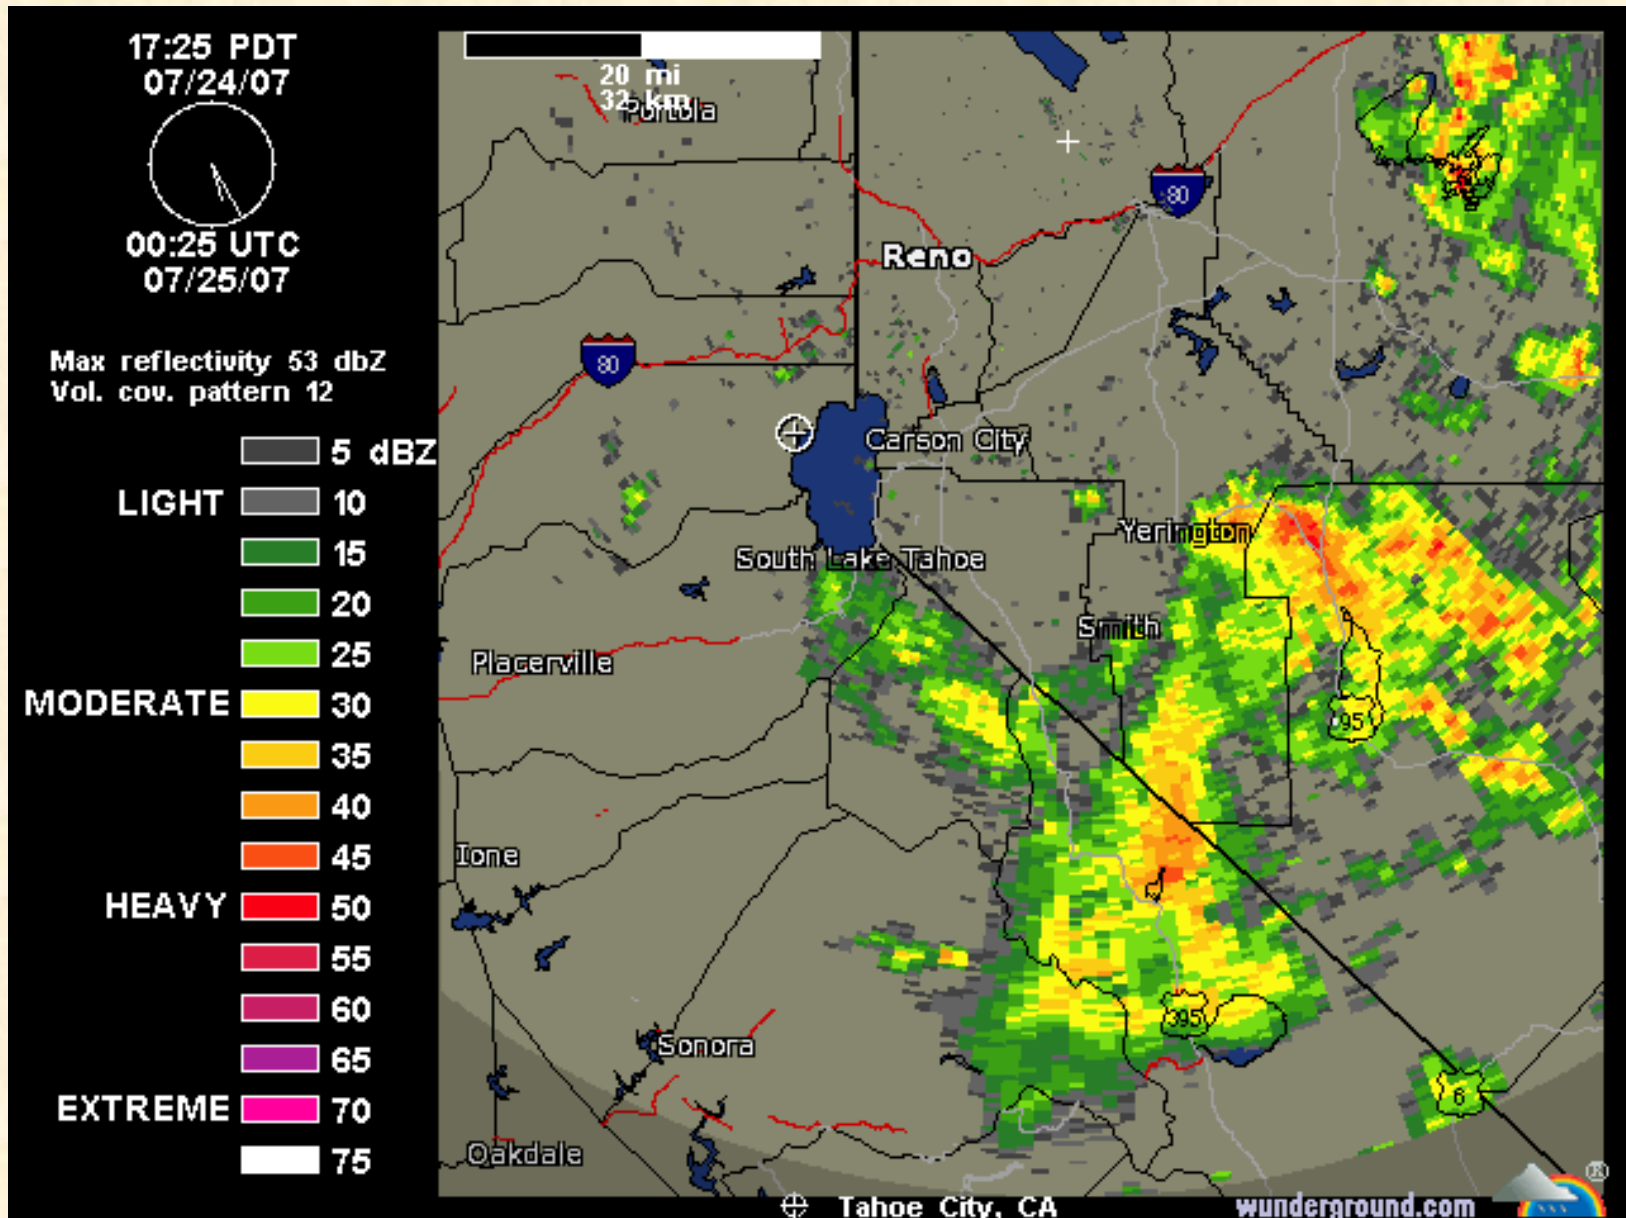 17:25 PDT
07/24/07
00:25 UTC
07/25/07
Max reflectivity 53 dbZ
Vol. cov. pattern 12
5 dBZ
LIGHT 10
15
20
25
MODERATE 30
35
40
45
HEAVY 50
55
60
65
EXTREME 70
75
20 mi
32 km
Portola
80
Reno
80
Carson City
Yerington
South Lake Tahoe
Smith
Placerville
95
Ione
395
Sonora
6
Oakdale
Tahoe City, CA
wunderground.com ®